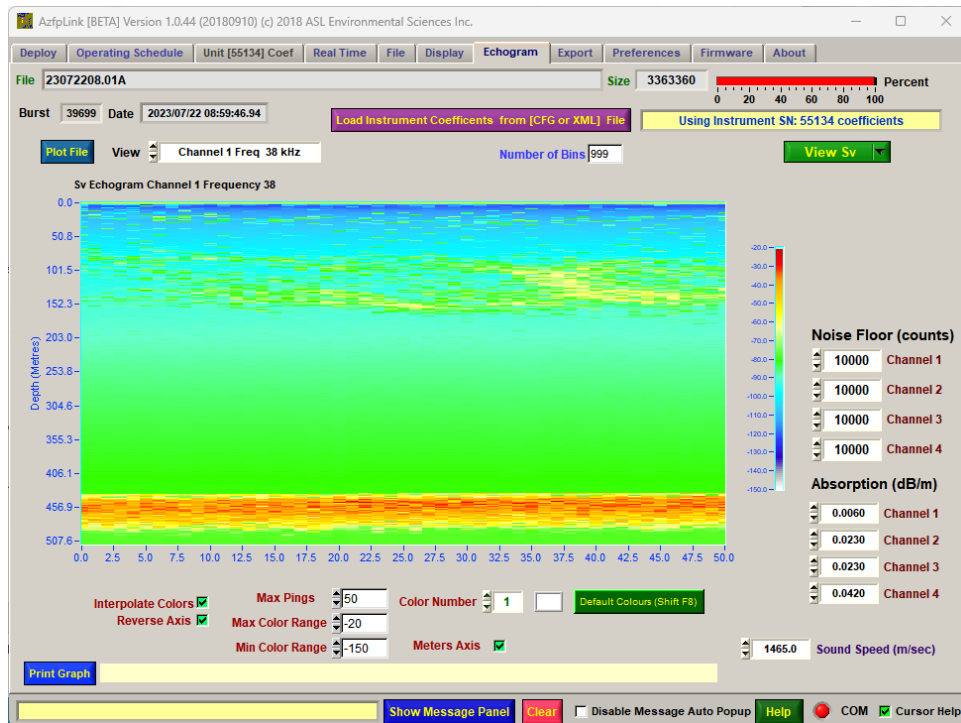 AzfpLink [BETA] Version 1.0.44 (20180910) (c) 2018 ASL Environmental Sciences Inc.
Deploy Operating Schedule Unit [55134] Coef Real Time File Display Echogram Export Preferences Firmware About
File 23072208.01A Size 3363360 Percent
0 20 40 60 80 100
Burst 39699 Date 2023/07/22 08:59:46.94
Load Instrument Coefficents from [CFG or XML] File
Using Instrument SN: 55134 coefficients
Plot File View Channel 1 Freq 38 kHz Number of Bins 999 View Sv
Sv Echogram Channel 1 Frequency 38
Depth (Metres)
0.0
50.8
101.5
152.3
203.0
253.8
304.6
355.3
406.1
456.9
507.6
0.0 2.5 5.0 7.5 10.0 12.5 15.0 17.5 20.0 22.5 25.0 27.5 30.0 32.5 35.0 37.5 40.0 42.5 45.0 47.5 50.0
-20.0
-30.0
-40.0
-50.0
-60.0
-70.0
-80.0
-90.0
-100.0
-110.0
-120.0
-130.0
-140.0
-150.0
Noise Floor (counts)
10000 Channel 1
10000 Channel 2
10000 Channel 3
10000 Channel 4
Absorption (dB/m)
0.0060 Channel 1
0.0230 Channel 2
0.0230 Channel 3
0.0420 Channel 4
Interpolate Colors Max Pings 50 Color Number 1 Default Colours (Shift F8)
Reverse Axis Max Color Range -20
Min Color Range -150 Meters Axis 1465.0 Sound Speed (m/sec)
Print Graph
Show Message Panel Clear Disable Message Auto Popup Help COM Cursor Help